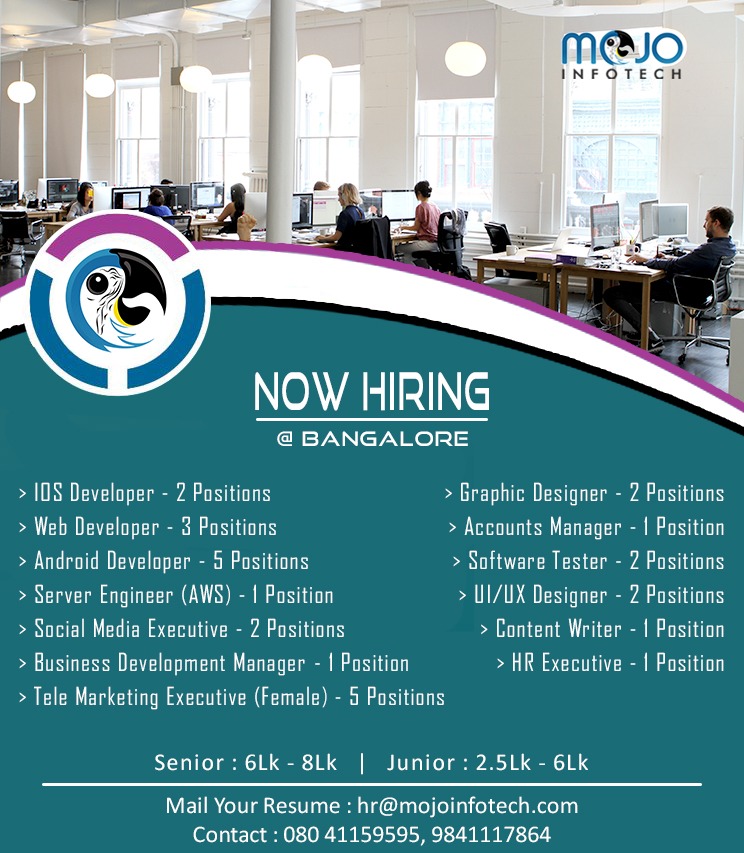 MOJO
INFOTECH
NOW HIRING
@ BANGALORE
> IOS Developer - 2 Positions
> Web Developer - 3 Positions
> Android Developer - 5 Positions
> Server Engineer (AWS) - 1 Position
> Social Media Executive - 2 Positions
> Business Development Manager - 1 Position
> Tele Marketing Executive (Female) - 5 Positions
> Graphic Designer - 2 Positions
> Accounts Manager - 1 Position
> Software Tester - 2 Positions
> UI/UX Designer - 2 Positions
> Content Writer - 1 Position
> HR Executive - 1 Position
Senior : 6Lk - 8Lk | Junior : 2.5Lk - 6Lk
Mail Your Resume : hr@mojoinfotech.com
Contact : 080 41159595, 9841117864